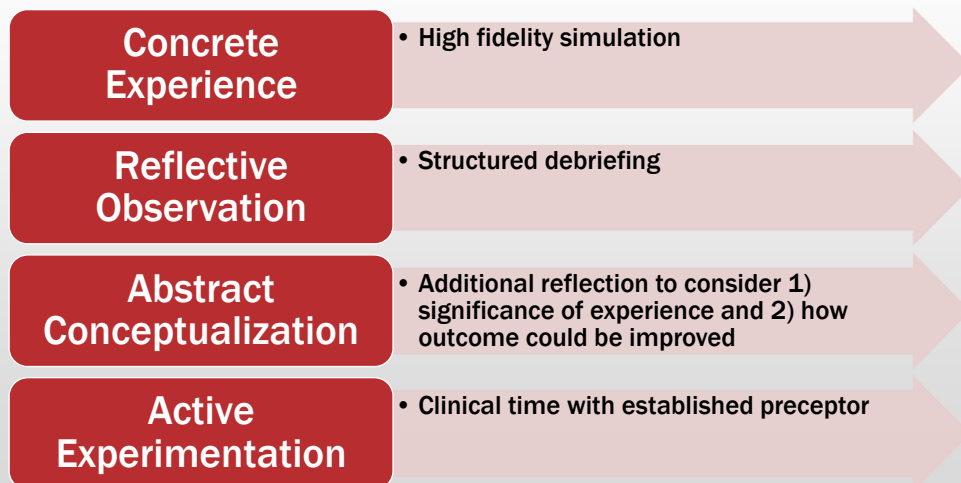 Concrete
Experience
• High fidelity simulation
Reflective
Observation
• Structured debriefing
Abstract
Conceptualization
• Additional reflection to consider 1)
significance of experience and 2) how
outcome could be improved
Active
Experimentation
• Clinical time with established preceptor